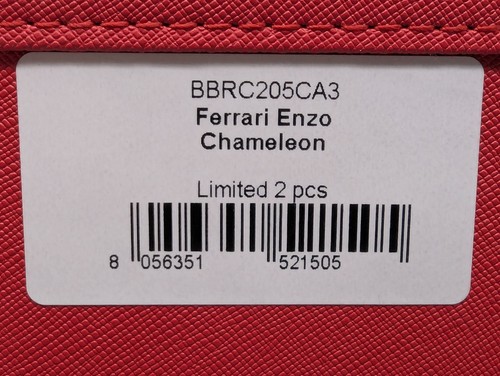 BBRC205CA3
Ferrari Enzo
Chameleon
Limited 2 pcs
8 056351 521505